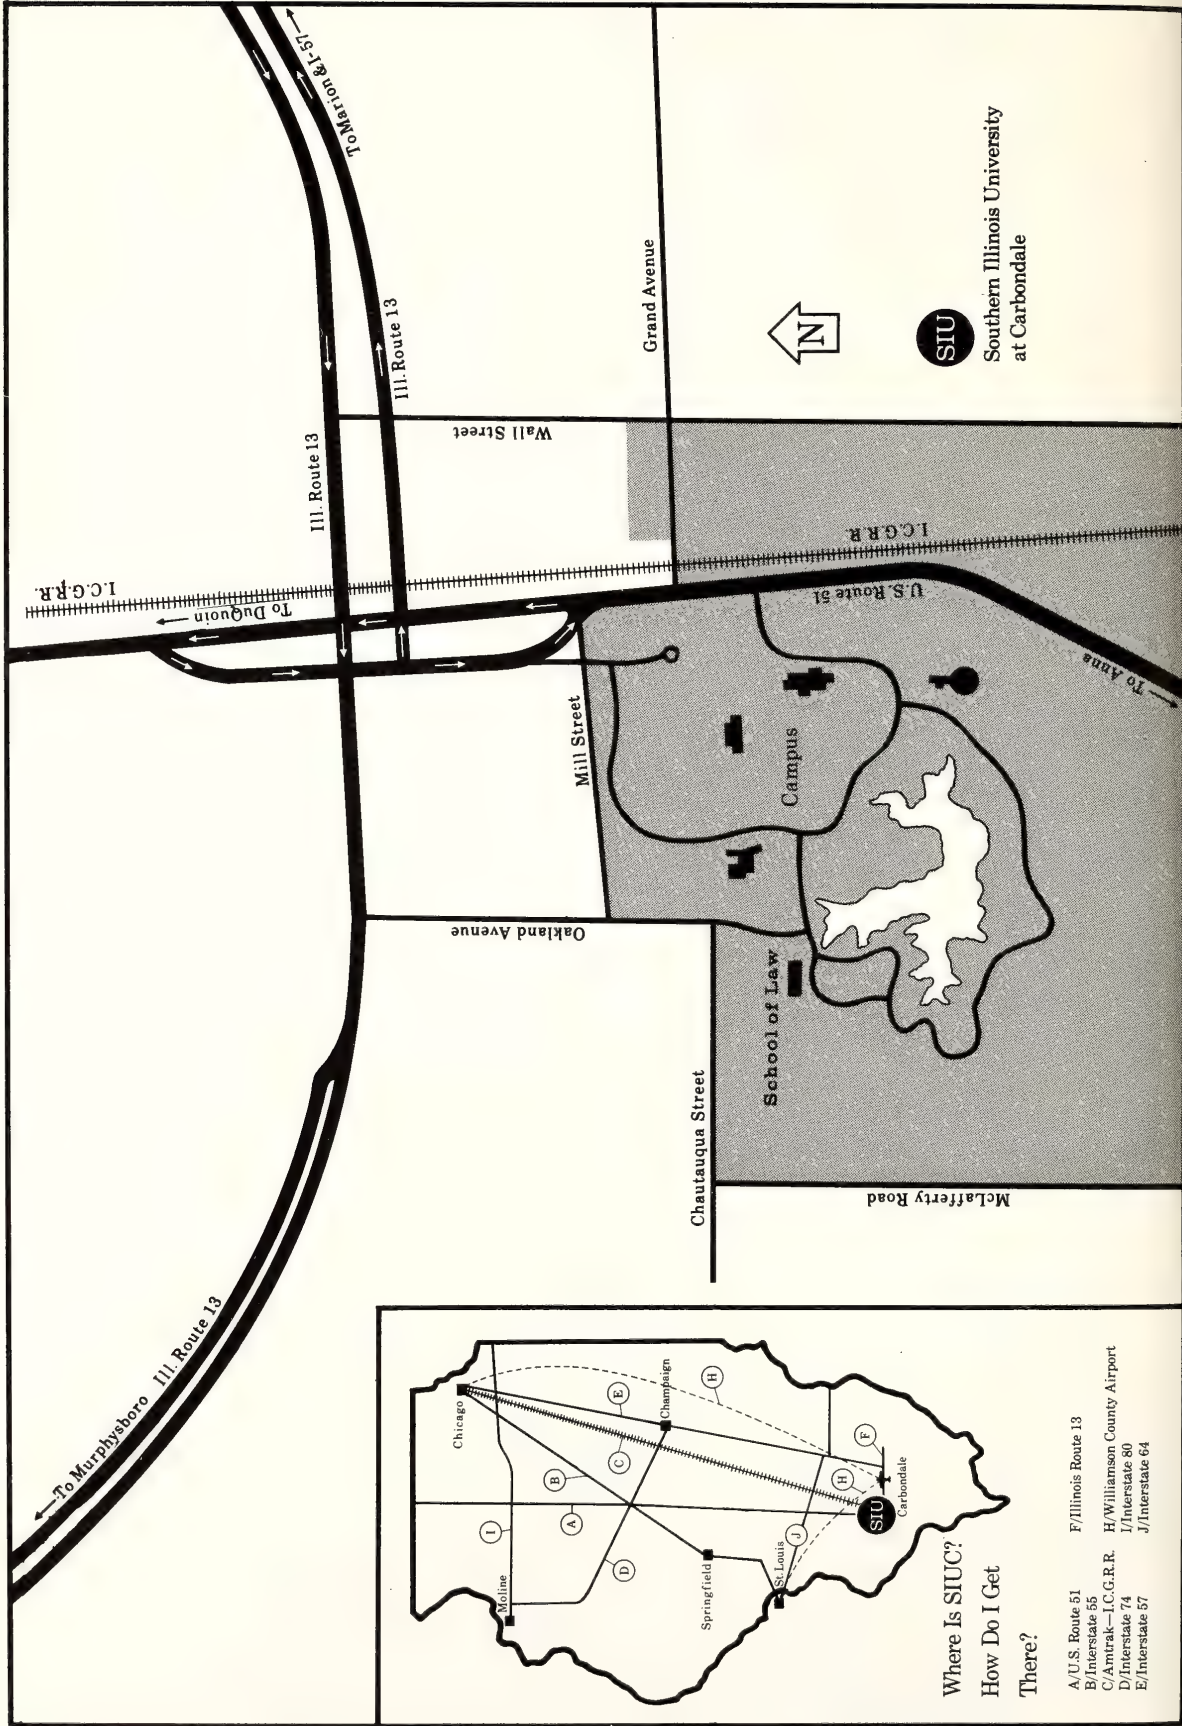 To Murphysboro
Ill. Route 13
Ill. Route 13
Ill. Route 13
To Marion & I-57
I.C.G.R.R.
To DuQuoin
Wall Street
Grand Avenue
Oakland Avenue
Mill Street
Chautauqua Street
School of Law
Campus
McLafferty Road
I.C.G.R.R.
U.S. Route 51
To Anna
N
SIU
Southern Illinois University
at Carbondale
Chicago
Moline
Champaign
Springfield
St. Louis
SIU
Carbondale
I
A
B
C
E
D
H
H
F
J
Where Is SIUC?
How Do I Get
There?
A/U.S. Route 51
B/Interstate 55
C/Amtrak—I.C.G.R.R.
D/Interstate 74
E/Interstate 57
F/Illinois Route 13
H/Williamson County Airport
I/Interstate 80
J/Interstate 64